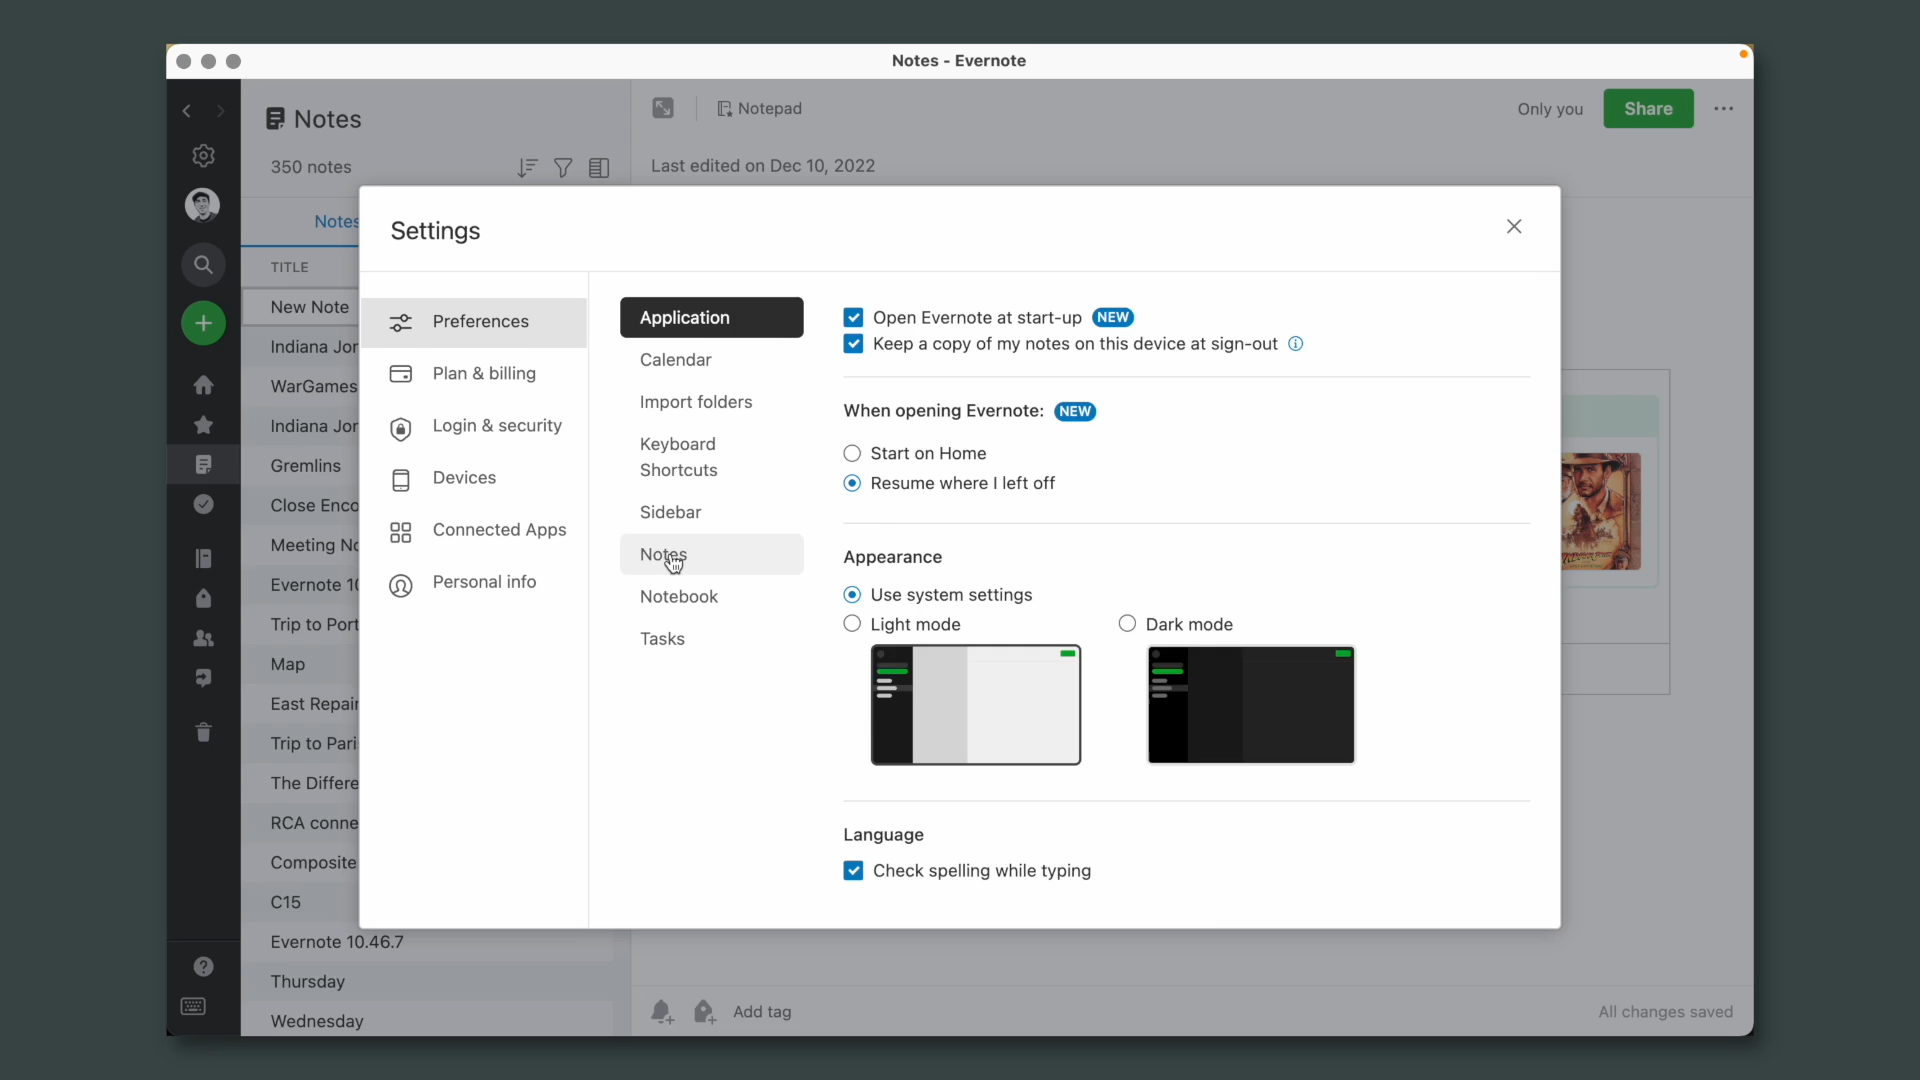 Notes - Evernote
Notes
Notepad
Only you
Share
350 notes
Last edited on Dec 10, 2022
Notes
TITLE
New Note
Indiana Jor
WarGames
Indiana Jor
Gremlins
Close Enco
Meeting No
Evernote 10
Trip to Port
Map
East Repair
Trip to Pari
The Differe
RCA conne
Composite
C15
Evernote 10.46.7
Thursday
Wednesday
Settings
Preferences
Plan & billing
Login & security
Devices
Connected Apps
Personal info
Application
Calendar
Import folders
Keyboard
Shortcuts
Sidebar
Notes
Notebook
Tasks
Open Evernote at start-up NEW
Keep a copy of my notes on this device at sign-out
When opening Evernote: NEW
Start on Home
Resume where I left off
Appearance
Use system settings
Light mode
Dark mode
Language
Check spelling while typing
Add tag
All changes saved